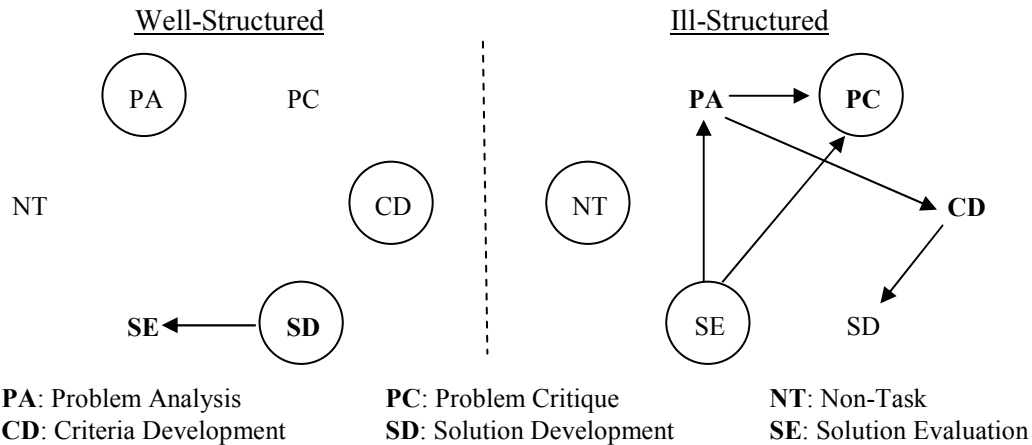 Well-Structured
Ill-Structured
PA
PC
PA
PC
NT
CD
NT
CD
SE
SD
SE
SD
PA: Problem Analysis
PC: Problem Critique
NT: Non-Task
CD: Criteria Development
SD: Solution Development
SE: Solution Evaluation